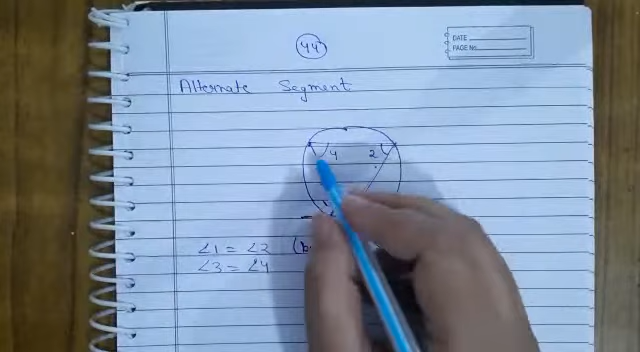 44
DATE
PAGE No.
Alternate Segment
4 2
∠1 = ∠2
∠3 = ∠4